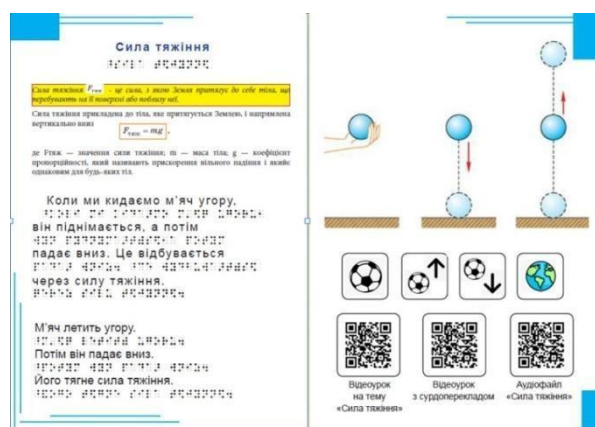 Сила тяжіння
⠠⠎⠊⠇⠁ ⠞⠫⠚⠽⠝⠝⠫
Сила тяжіння Fтяж - це сила, з якою Земля притягує до себе тіла, що
перебувають на її поверхні або поблизу неї.
Сила тяжіння прикладена до тіла, яке притягується Землею, і напрямлена
вертикально вниз
Fтяж = mg ,
де Fтяж — значення сили тяжіння; m — маса тіла; g — коефіцієнт
пропорційності, який називають прискорення вільного падіння і якийє
однаковим для будь-яких тіл.
Коли ми кидаємо м'яч угору,
він піднімається, а потім
падає вниз. Це відбувається
через силу тяжіння.
М'яч летить угору.
Потім він падає вниз.
Його тягне сила тяжіння.
Відеоурок
на тему
«Сила тяжіння»
Відеоурок
з сурдоперекладом
Аудіофайл
«Сила тяжіння»